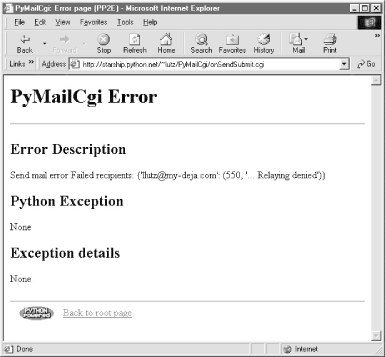 PyMailCgi: Error page (PP2E) - Microsoft Internet Explorer
File Edit View Favorites Tools Help
Back Forward Stop Refresh Home Search Favorites History Mail Print
Links » Address http://starship.python.net/~lutz/PyMailCgi/onSendSubmit.cgi Go
PyMailCgi Error
Error Description
Send mail error Failed recipients: {'llutz@my-deja.com': (550, '... Relaying denied')}
Python Exception
None
Exception details
None
PYTHON POWERED Back to root page
Done Internet